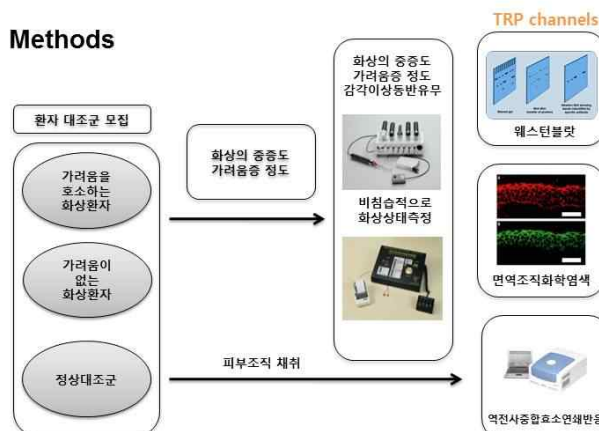 Methods
TRP channels
환자 대조군 모집
가려움을
호소하는
화상환자
가려움이
없는
화상환자
정상대조군
화상의 중증도
가려움증 정도
피부조직 채취
화상의 중증도
가려움증 정도
감각이상동반유무
비침습적으로
화상상태측정
웨스턴블랏
면역조직화학염색
역전사중합효소연쇄반응